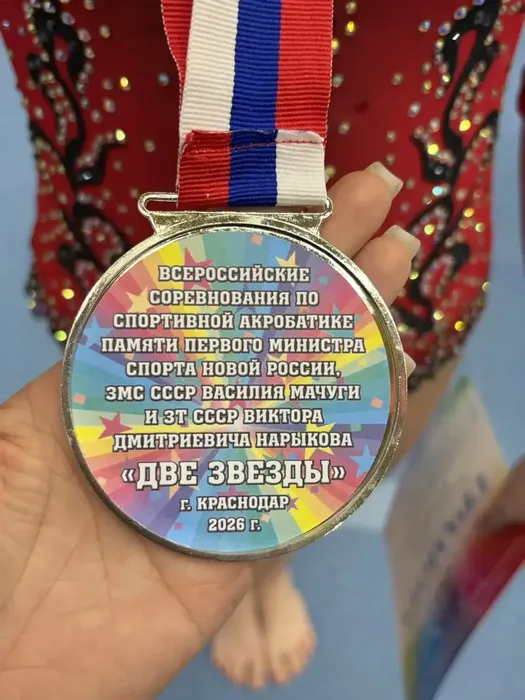 ВСЕРОССИЙСКИЕ
СОРЕВНОВАНИЯ ПО
СПОРТИВНОЙ АКРОБАТИКЕ
ПАМЯТИ ПЕРВОГО МИНИСТРА
СПОРТА НОВОЙ РОССИИ,
ЗМС СССР ВАСИЛИЯ МАЧУГИ
И ЗТ СССР ВИКТОРА
ДМИТРИЕВИЧА НАРЫКОВА
«ДВЕ ЗВЕЗДЫ»
г. КРАСНОДАР
2026 г.